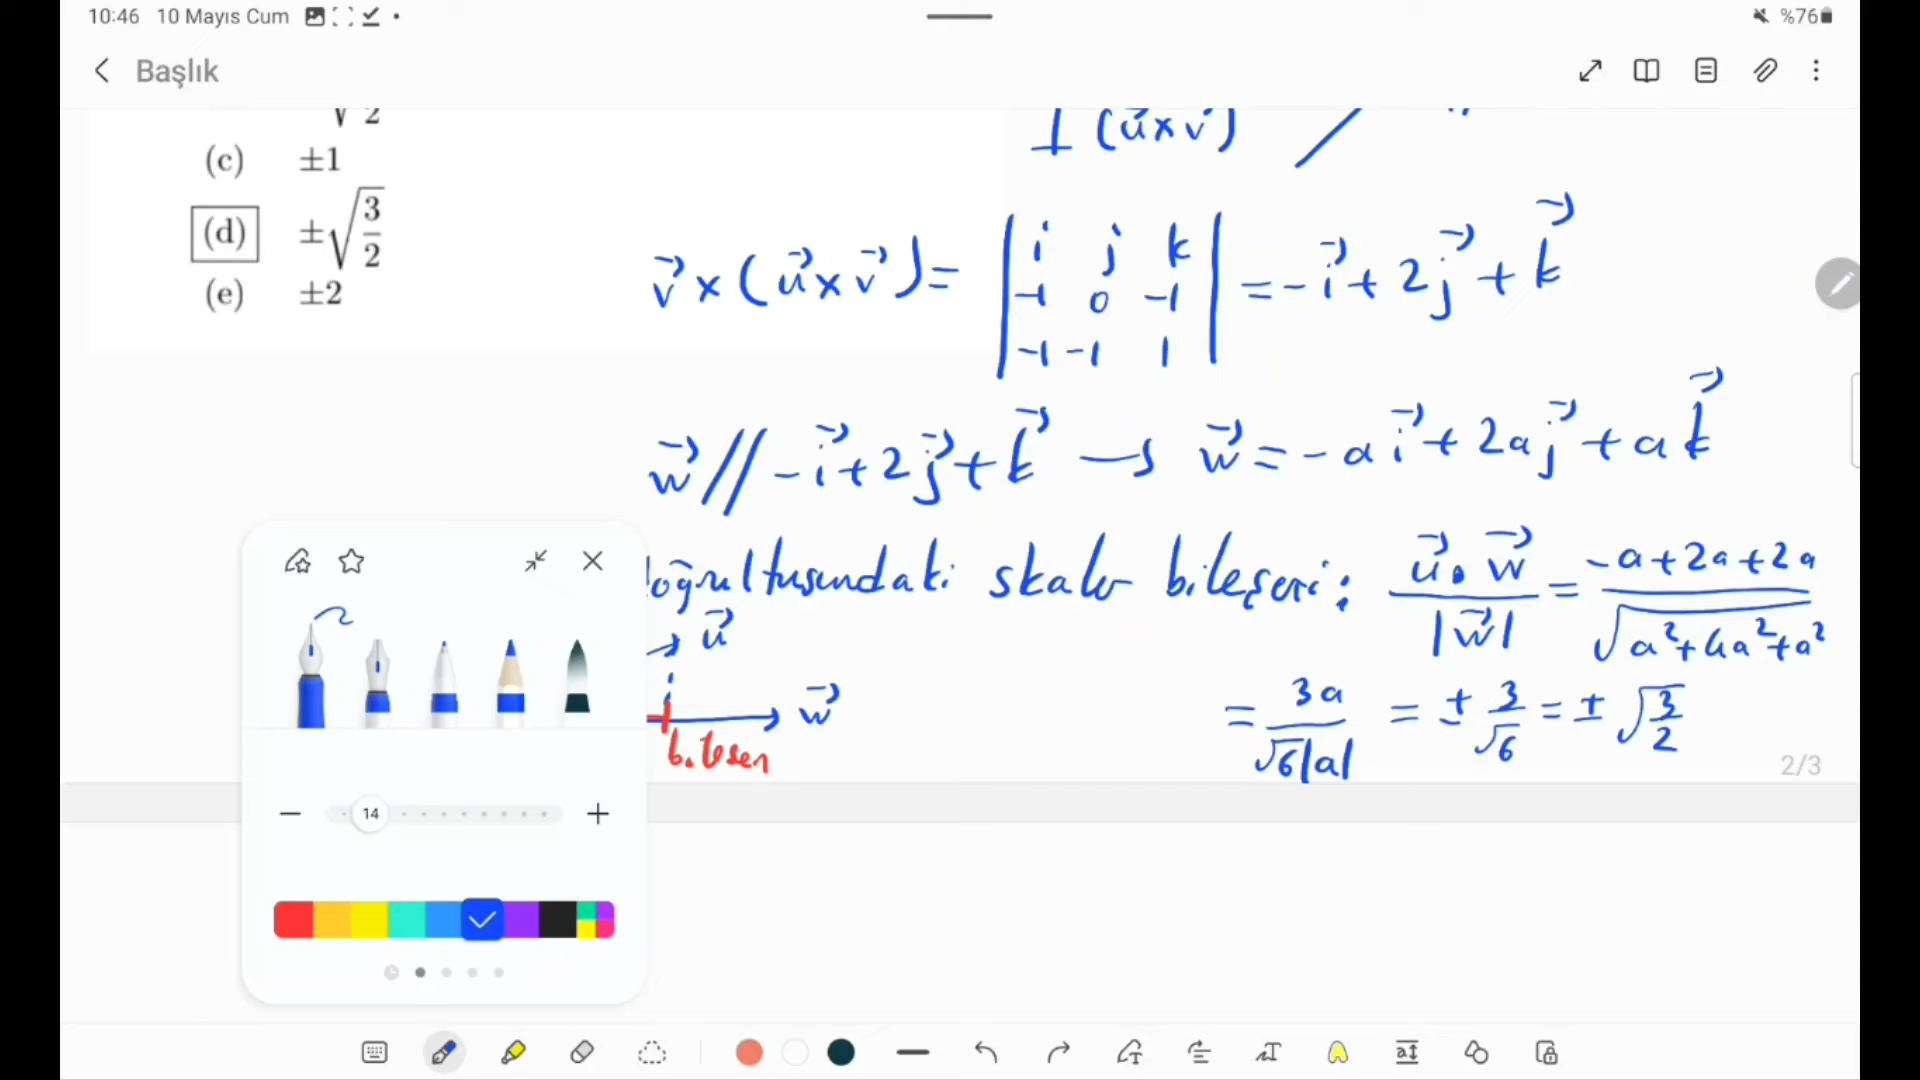 10:46 10 Mayıs Cum
%76
Başlık
√2
(c) ±1
(d) ±√(3/2)
(e) ±2
⊥ (u⃗×v⃗)
v⃗×(u⃗×v⃗) = |i j k; -1 0 -1; -1 -1 1| = -i⃗+2j⃗+k⃗
w⃗ // -i⃗+2j⃗+k⃗ → w⃗ = -ai⃗+2aj⃗+ak⃗
oğrultusundaki skaler bileşeni: (u⃗·w⃗)/|w⃗| = (-a+2a+2a)/√(a²+4a²+a²)
→ u⃗
w⃗
bileşen
= 3a/(√6|a|) = ±3/√6 = ±√(3/2)
2/3
14